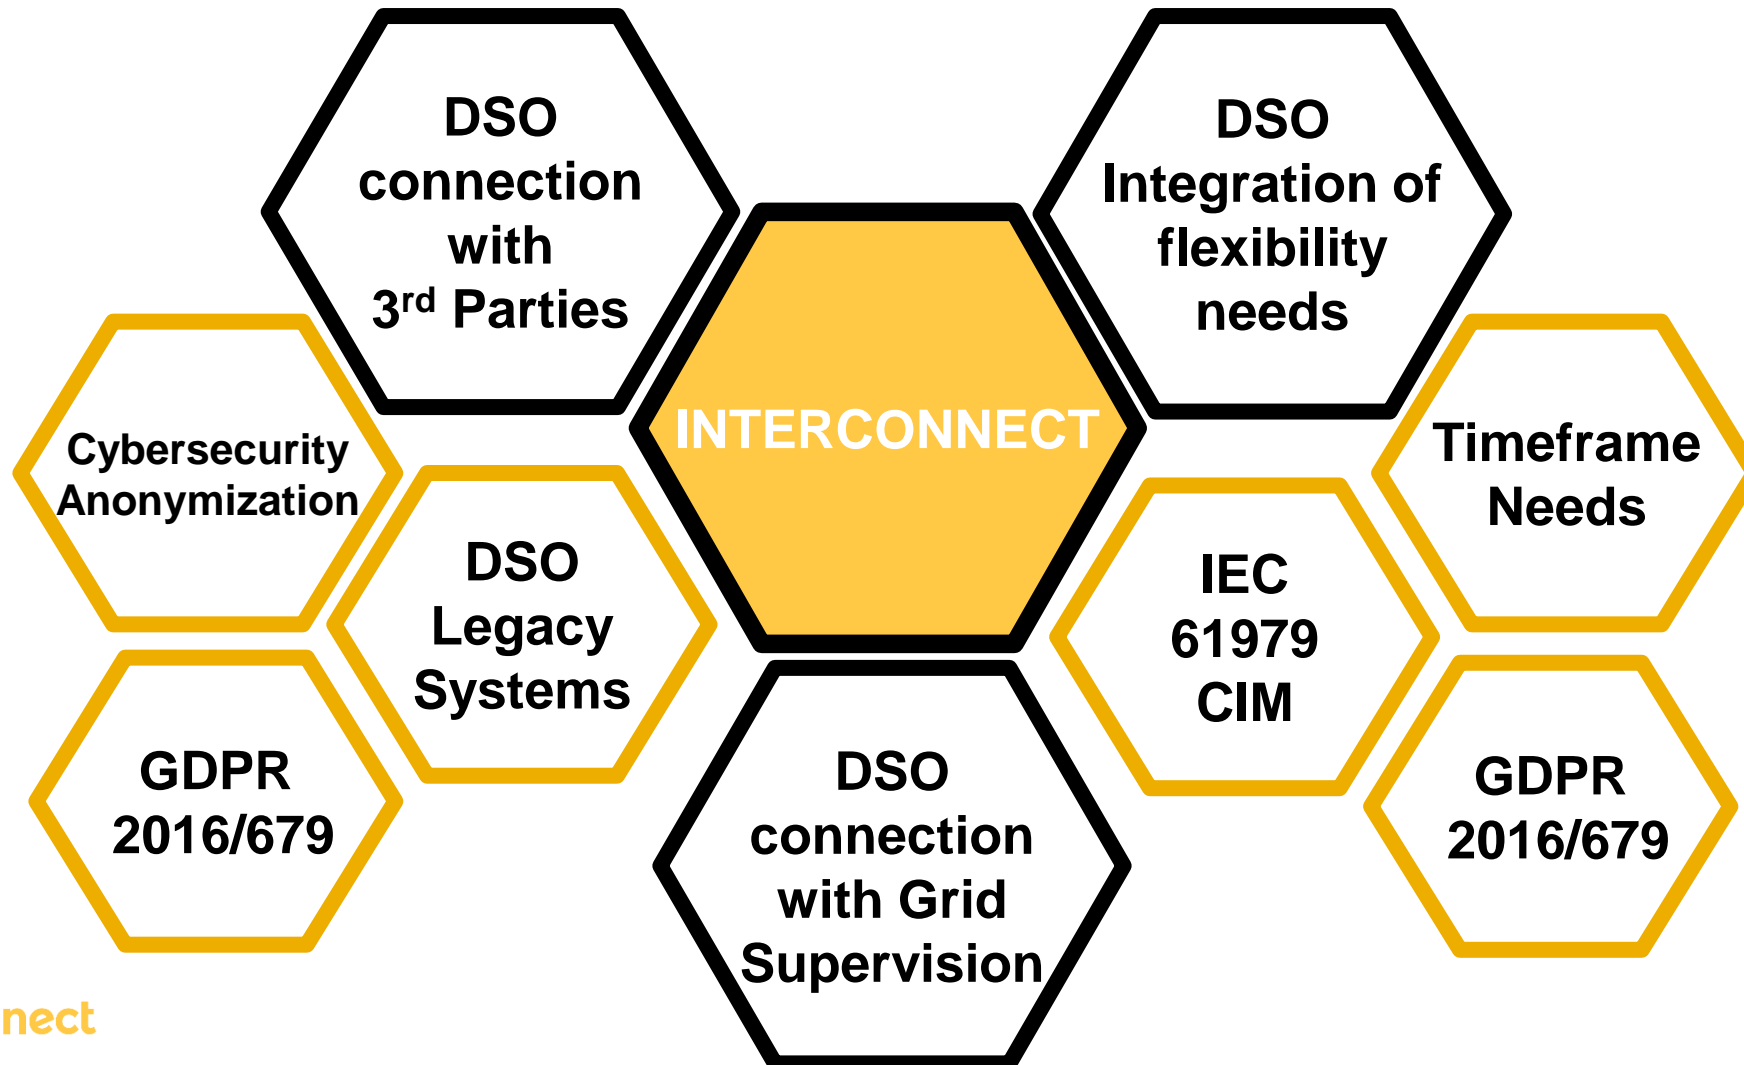 DSO
connection
with
3rd Parties
DSO
Integration of
flexibility
needs
INTERCONNECT
Cybersecurity
Anonymization
Timeframe
Needs
DSO
Legacy
Systems
IEC
61979
CIM
GDPR
2016/679
DSO
connection
with Grid
Supervision
GDPR
2016/679
nect